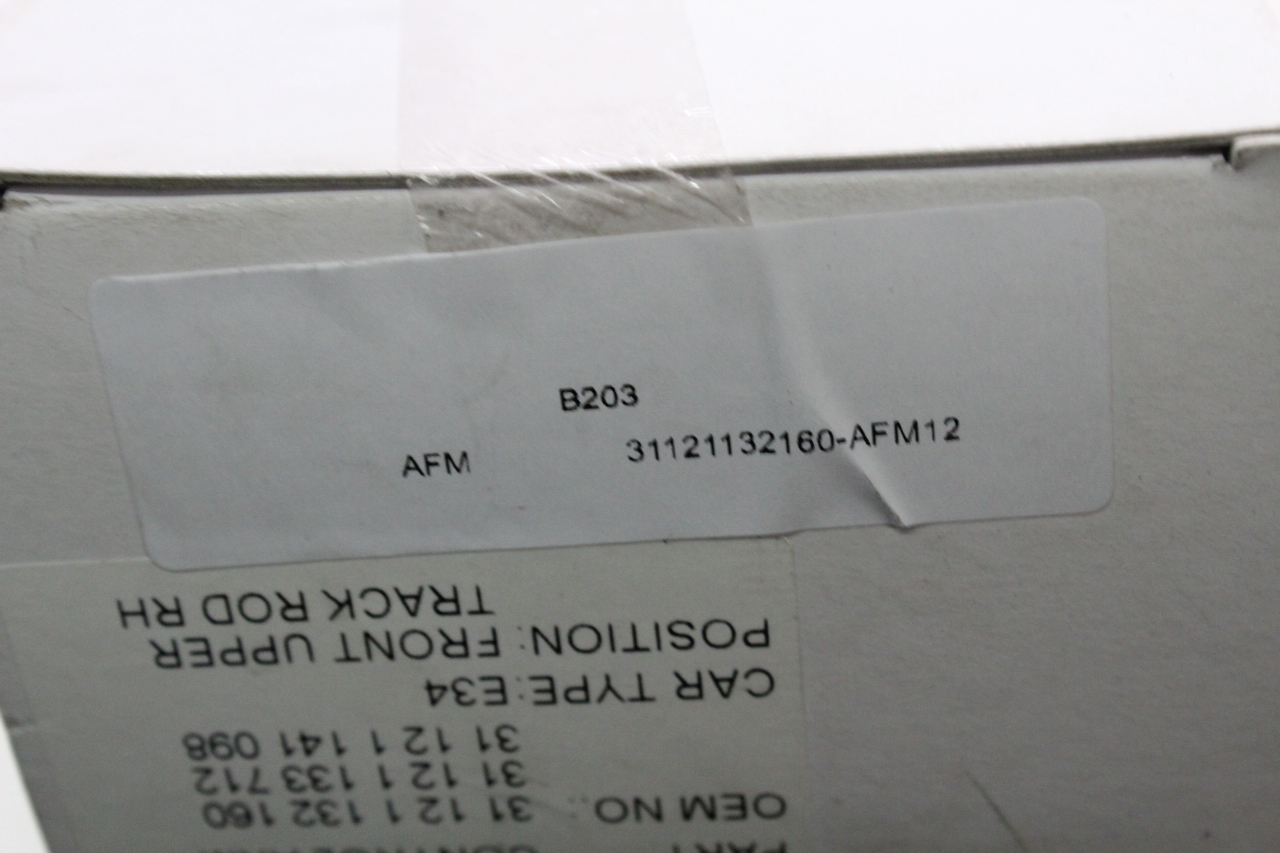 B203
AFM 31121132160-AFM12
PART
OEM NO.: 31 12 1 132 160
31 12 1 133 712
31 12 1 141 098
CAR TYPE:E34
POSITION: FRONT UPPER
TRACK ROD RH